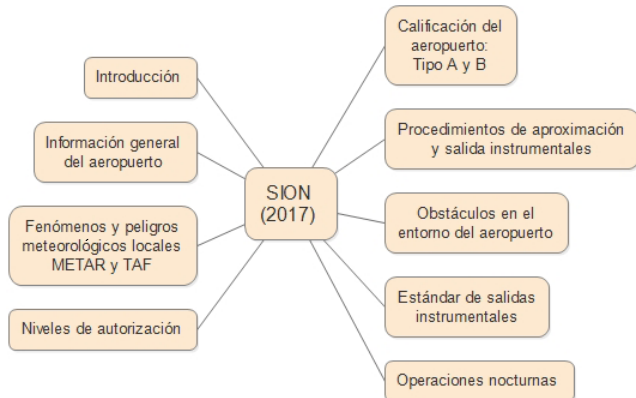 Introducción
Información general
del aeropuerto
Fenómenos y peligros
meteorológicos locales
METAR y TAF
Niveles de autorización
SION
(2017)
Calificación del
aeropuerto:
Tipo A y B
Procedimientos de aproximación
y salida instrumentales
Obstáculos en el
entorno del aeropuerto
Estándar de salidas
instrumentales
Operaciones nocturnas